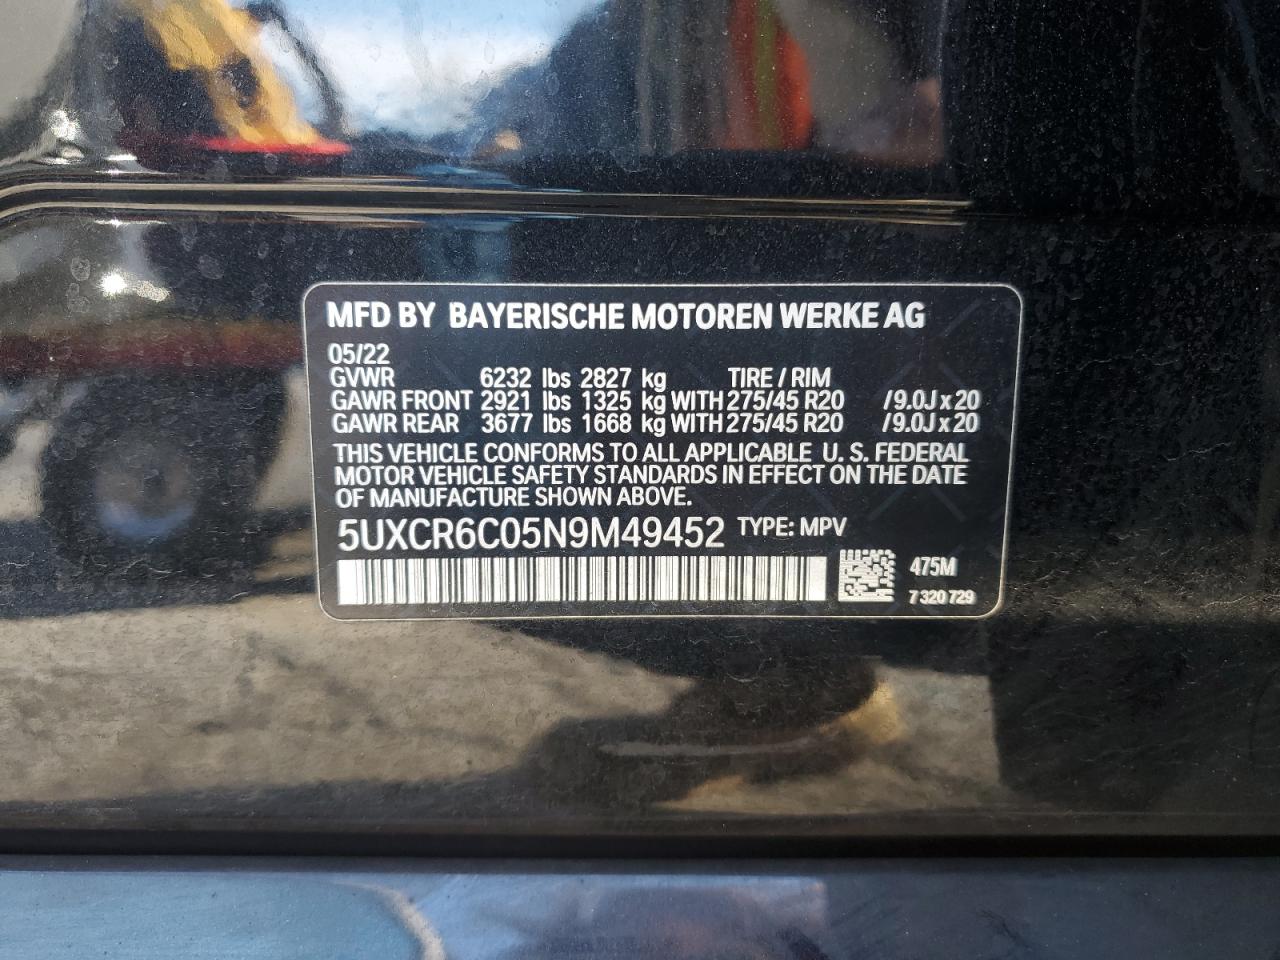 MFD BY BAYERISCHE MOTOREN WERKE AG
05/22
GVWR 6232 lbs 2827 kg TIRE / RIM
GAWR FRONT 2921 lbs 1325 kg WITH 275/45 R20 /9.0J x 20
GAWR REAR 3677 lbs 1668 kg WITH 275/45 R20 /9.0J x 20
THIS VEHICLE CONFORMS TO ALL APPLICABLE U. S. FEDERAL
MOTOR VEHICLE SAFETY STANDARDS IN EFFECT ON THE DATE
OF MANUFACTURE SHOWN ABOVE.
5UXCR6C05N9M49452 TYPE: MPV
475M
7 320 729